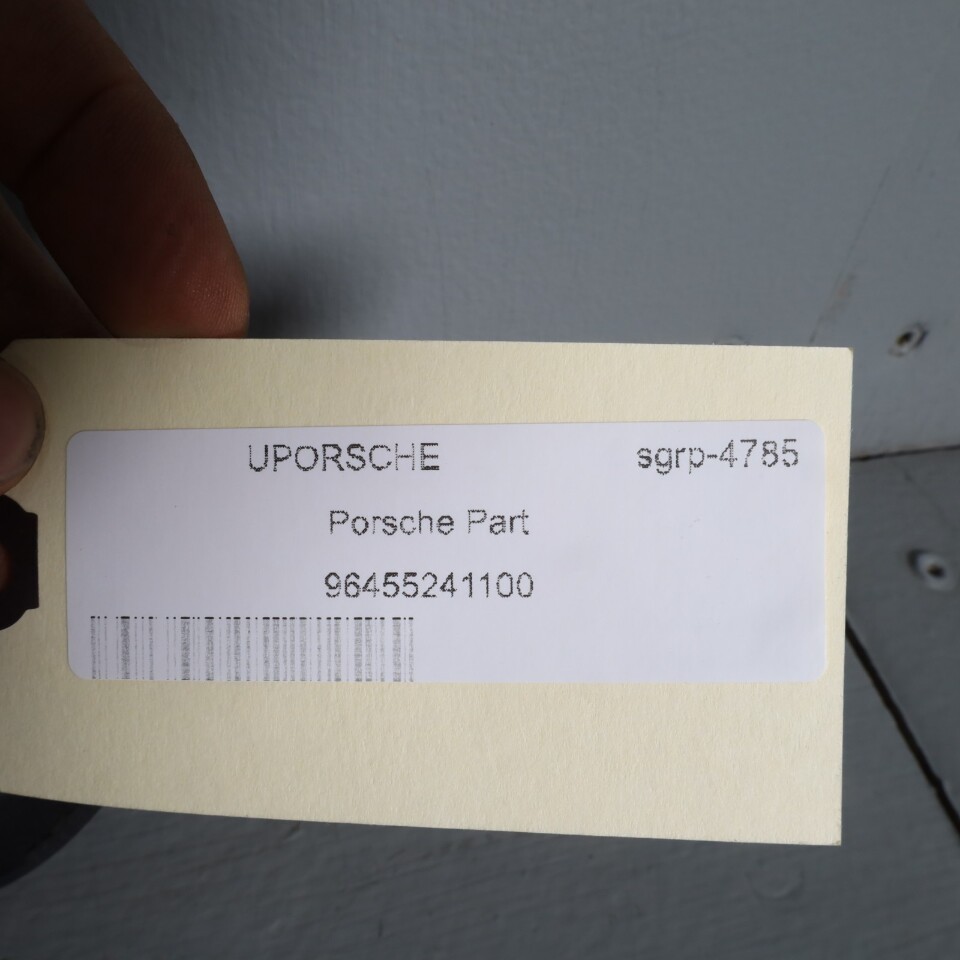 UPORSCHE sgrp-4785
Porsche Part
96455241100